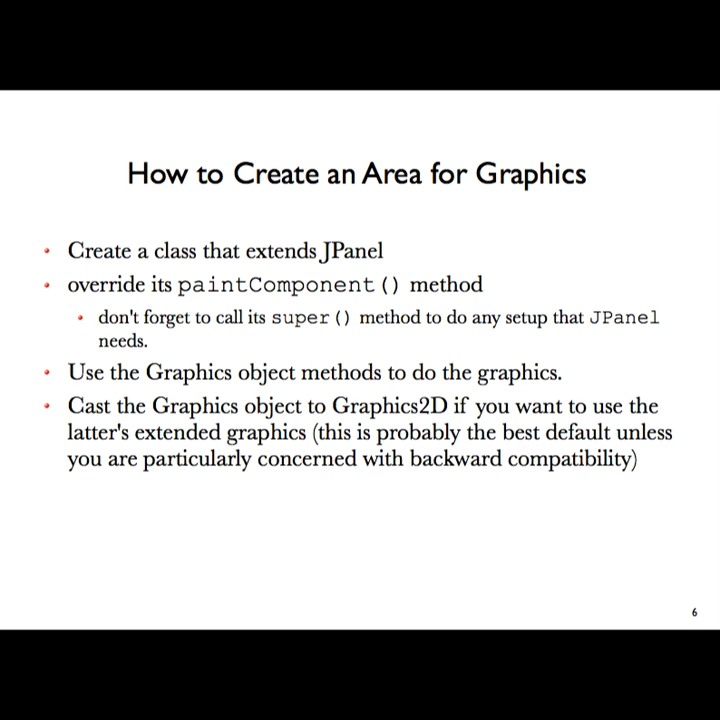 How to Create an Area for Graphics
• Create a class that extends JPanel
• override its paintComponent() method
• don't forget to call its super() method to do any setup that JPanel
needs.
• Use the Graphics object methods to do the graphics.
• Cast the Graphics object to Graphics2D if you want to use the
latter's extended graphics (this is probably the best default unless
you are particularly concerned with backward compatibility)
6